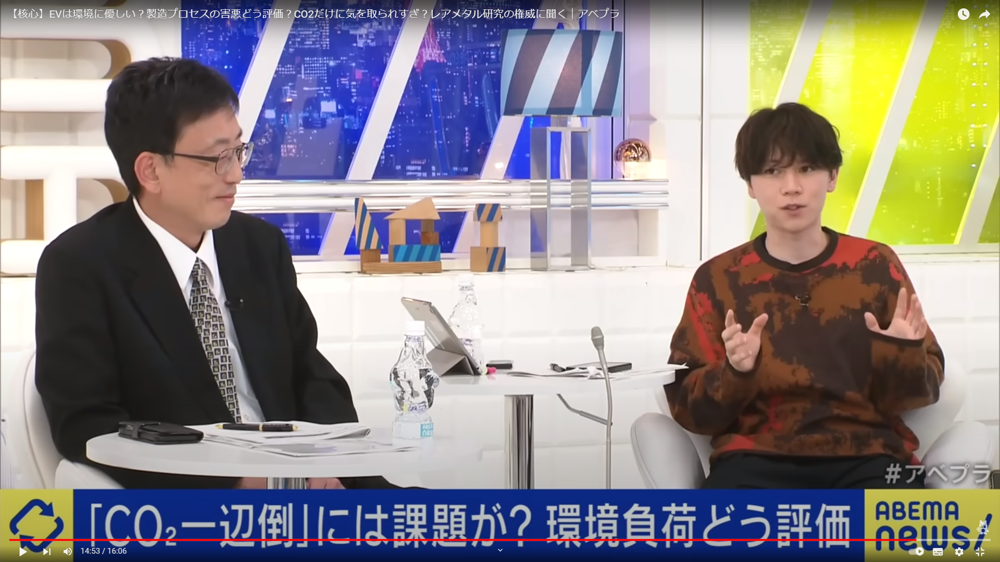 【核心】EVは環境に優しい？製造プロセスの害悪どう評価？CO2だけに気を取られすぎ？レアメタル研究の権威に聞く｜アベプラ
ABEMA
news
#アベプラ
「CO₂一辺倒」には課題が? 環境負荷どう評価
ABEMA
news/
14:53 / 16:06